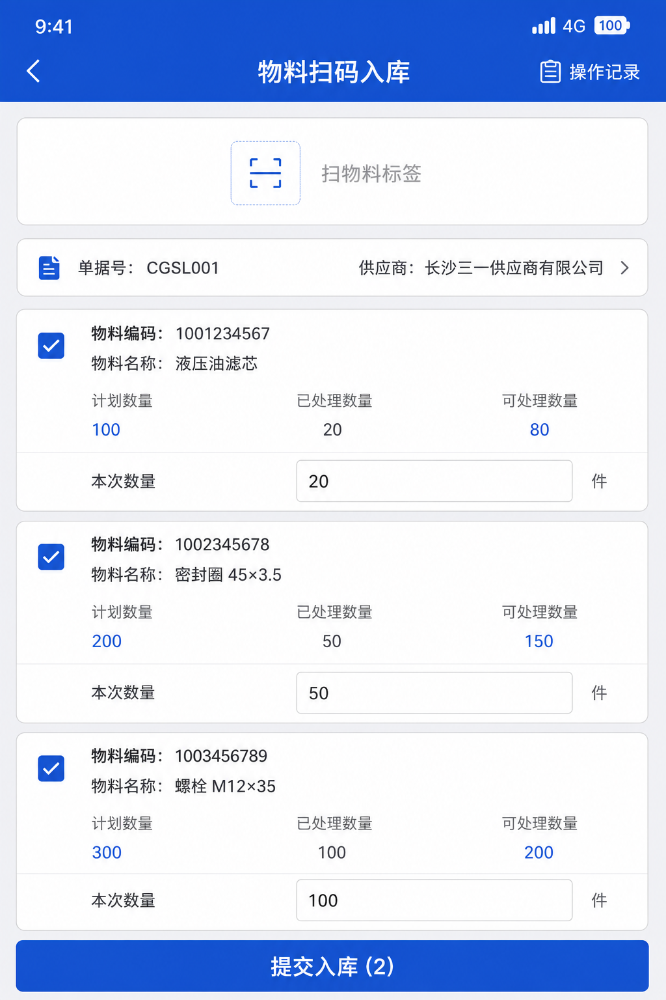 9:41
4G 100
物料扫码入库
操作记录
扫物料标签
单据号： CGSL001 供应商：长沙三一供应商有限公司
物料编码： 1001234567
物料名称： 液压油滤芯
计划数量 已处理数量 可处理数量
100 20 80
本次数量 20 件
物料编码： 1002345678
物料名称： 密封圈 45×3.5
计划数量 已处理数量 可处理数量
200 50 150
本次数量 50 件
物料编码： 1003456789
物料名称： 螺栓 M12×35
计划数量 已处理数量 可处理数量
300 100 200
本次数量 100 件
提交入库 (2)